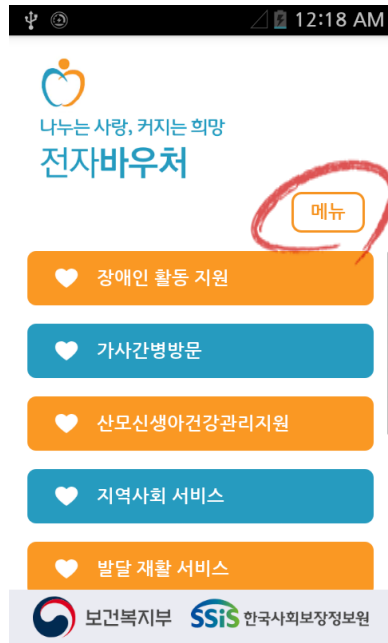 12:18 AM
나누는 사랑, 커지는 희망
전자바우처
메뉴
장애인 활동 지원
가사간병방문
산모신생아건강관리지원
지역사회 서비스
발달 재활 서비스
보건복지부 SSiS 한국사회보장정보원